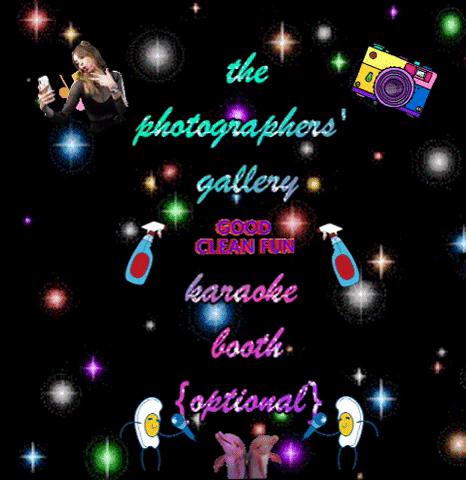 the
photographers'
gallery
GOOD
CLEAN FUN
karaoke
booth
{optional}